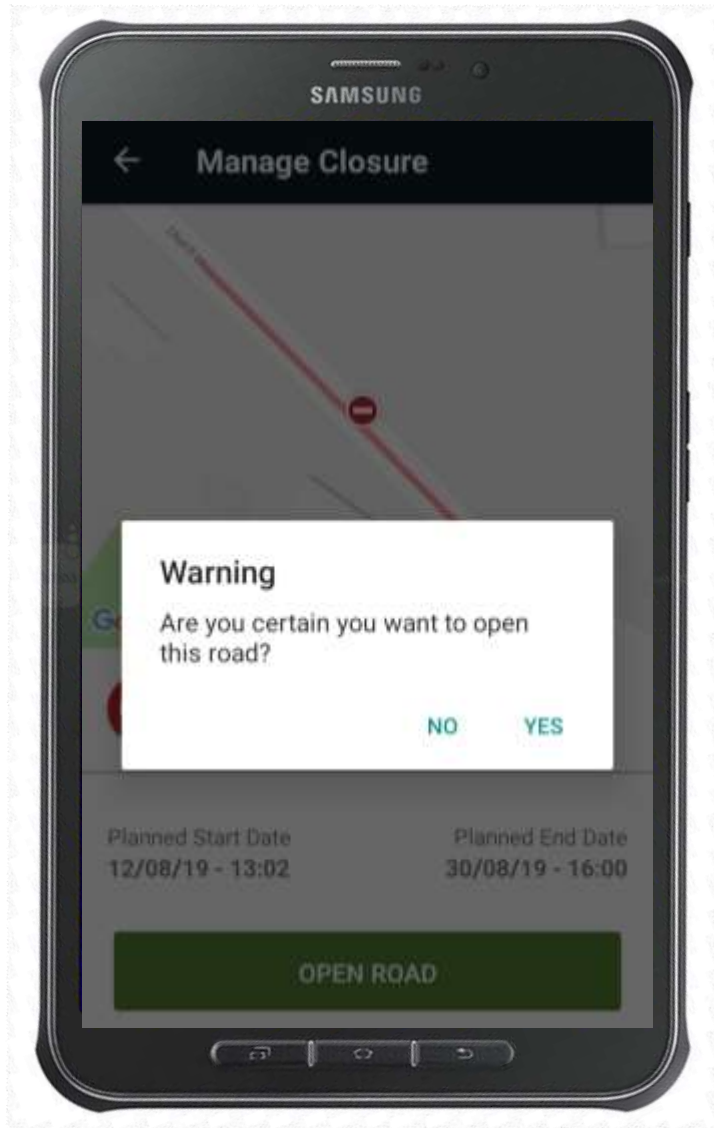 SAMSUNG
Manage Closure
Warning
Are you certain you want to open
this road?
NO YES
Planned Start Date Planned End Date
12/08/19 - 13:02 30/08/19 - 16:00
OPEN ROAD